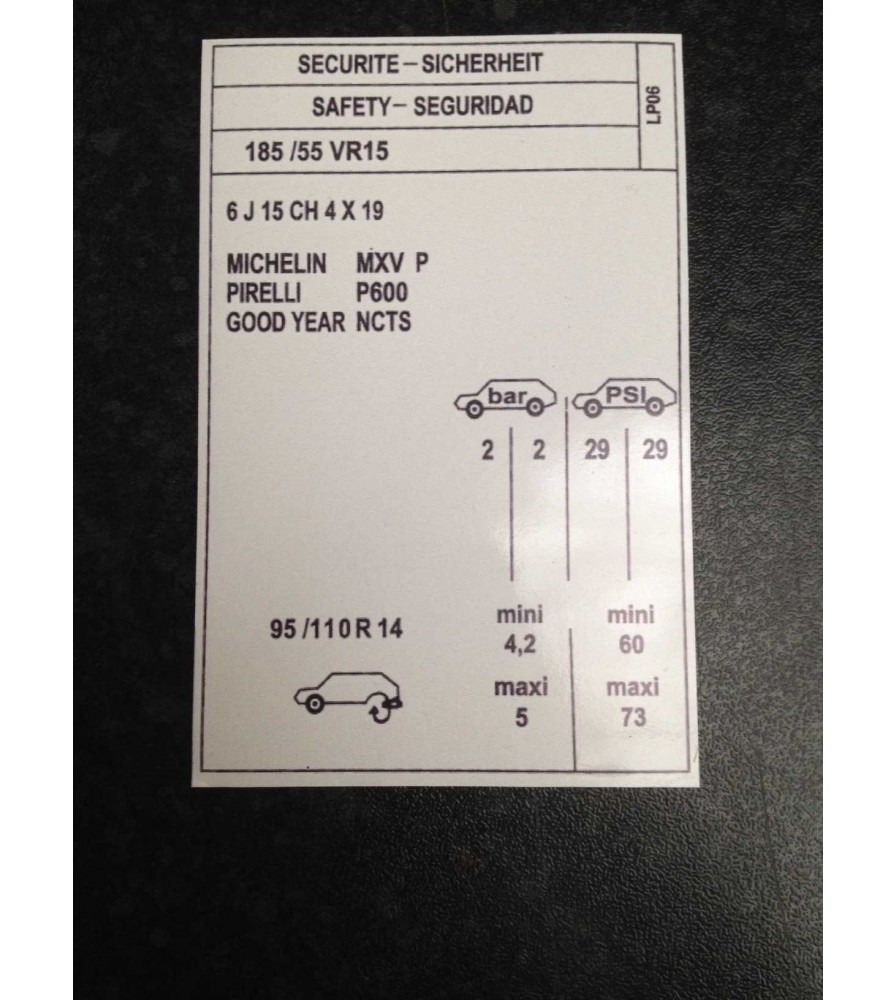 SECURITE – SICHERHEIT
SAFETY – SEGURIDAD
LP06
185 /55 VR15
6 J 15 CH 4 X 19
MICHELIN MXV P
PIRELLI P600
GOOD YEAR NCTS
bar PSI
2 2 29 29
95 /110 R 14
mini mini
4,2 60
maxi maxi
5 73